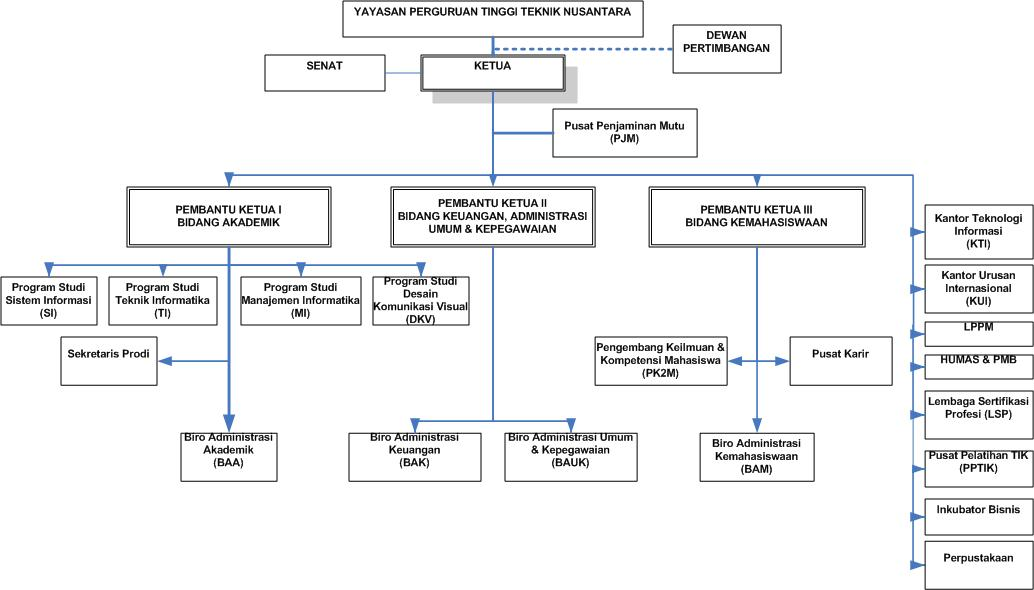 YAYASAN PERGURUAN TINGGI TEKNIK NUSANTARA
DEWAN
PERTIMBANGAN
SENAT
KETUA
Pusat Penjaminan Mutu
(PJM)
PEMBANTU KETUA I
BIDANG AKADEMIK
PEMBANTU KETUA II
BIDANG KEUANGAN, ADMINISTRASI
UMUM & KEPEGAWAIAN
PEMBANTU KETUA III
BIDANG KEMAHASISWAAN
Kantor Teknologi
Informasi
(KTI)
Kantor Urusan
Internasional
(KUI)
LPPM
HUMAS & PMB
Lembaga Sertifikasi
Profesi (LSP)
Pusat Pelatihan TIK
(PPTIK)
Inkubator Bisnis
Perpustakaan
Program Studi
Sistem Informasi
(SI)
Program Studi
Teknik Informatika
(TI)
Program Studi
Manajemen Informatika
(MI)
Program Studi
Desain
Komunikasi Visual
(DKV)
Sekretaris Prodi
Pengembang Keilmuan &
Kompetensi Mahasiswa
(PK2M)
Pusat Karir
Biro Administrasi
Akademik
(BAA)
Biro Administrasi
Keuangan
(BAK)
Biro Administrasi Umum
& Kepegawaian
(BAUK)
Biro Administrasi
Kemahasiswaan
(BAM)